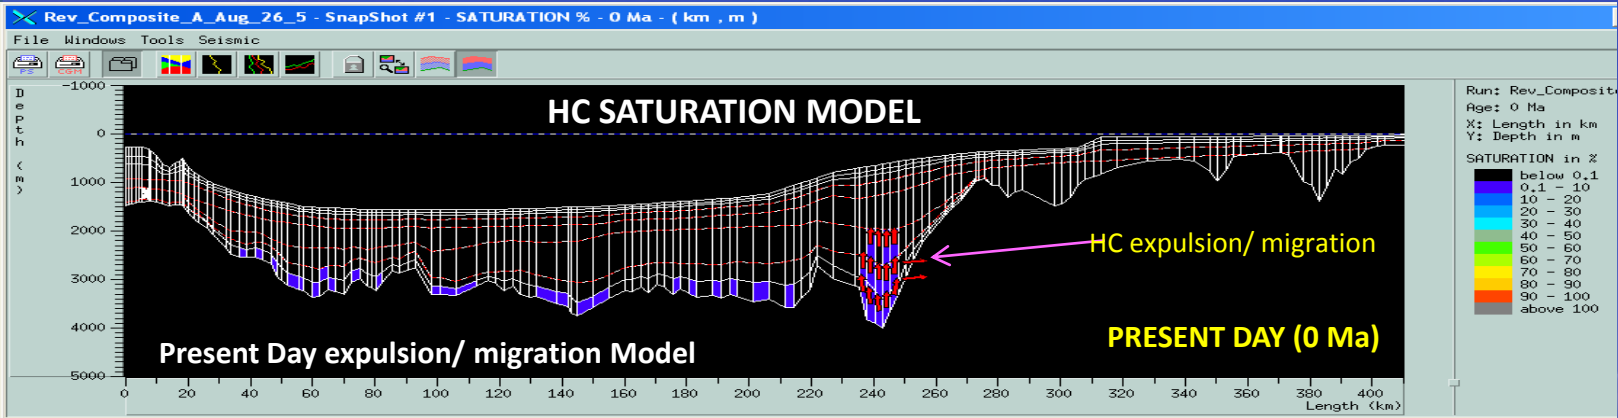 Rev_Composite_A_Aug_26_5 - SnapShot #1 - SATURATION % - 0 Ma - ( km , m )
File Windows Tools Seismic
PS CGM
HC SATURATION MODEL
Depth (m)
-1000
0
1000
2000
3000
4000
5000
HC expulsion/ migration
PRESENT DAY (0 Ma)
Present Day expulsion/ migration Model
0 20 40 60 80 100 120 140 160 180 200 220 240 260 280 300 320 340 360 380 400
Length (km)
Run: Rev_Composite
Age: 0 Ma
X: Length in km
Y: Depth in m
SATURATION in %
below 0.1
0.1 - 10
10 - 20
20 - 30
30 - 40
40 - 50
50 - 60
60 - 70
70 - 80
80 - 90
90 - 100
above 100